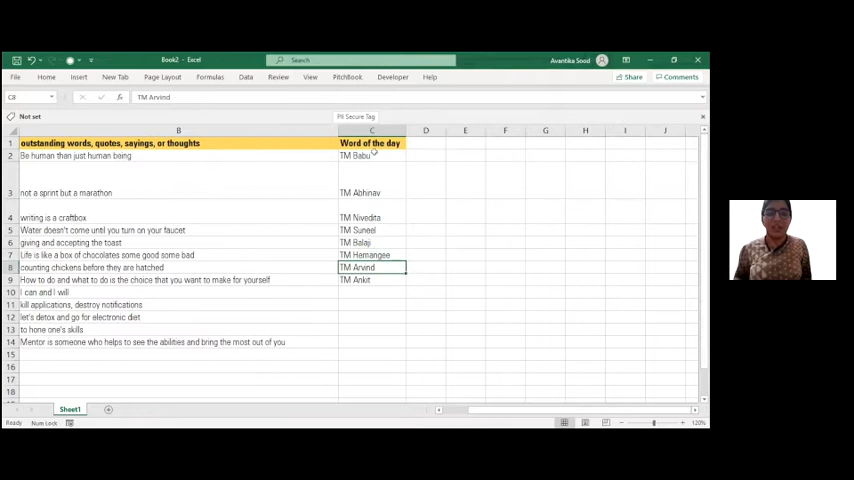 Book2 - Excel
Search
Avantika Sood
File Home Insert New Tab Page Layout Formulas Data Review View PitchBook Developer Help
Share Comments
C8 fx TM Arvind
Not set PII Secure Tag
B C D E F G H I J
1 outstanding words, quotes, sayings, or thoughts Word of the day
2 Be human than just human being TM Babu
3 not a sprint but a marathon TM Abhinav
4 writing is a craftbox TM Nivedita
5 Water doesn't come until you turn on your faucet TM Suneel
6 giving and accepting the toast TM Balaji
7 Life is like a box of chocolates some good some bad TM Hemangee
8 counting chickens before they are hatched TM Arvind
9 How to do and what to do is the choice that you want to make for yourself TM Ankit
10 I can and I will
11 kill applications, destroy notifications
12 let's detox and go for electronic diet
13 to hone one's skills
14 Mentor is someone who helps to see the abilities and bring the most out of you
15
16
17
18
Sheet1
Ready Num Lock 120%